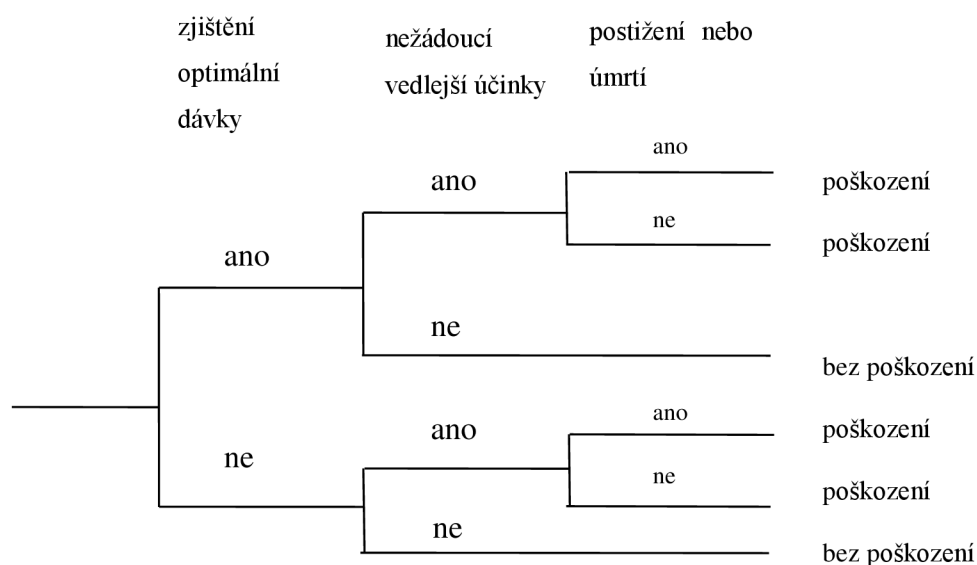 zjištění
optimální
dávky
nežádoucí
vedlejší účinky
postižení nebo
úmrtí
ano
ano
poškození
ne
poškození
ano
ne
bez poškození
ano
ano
poškození
ne
ne
poškození
ne
bez poškození